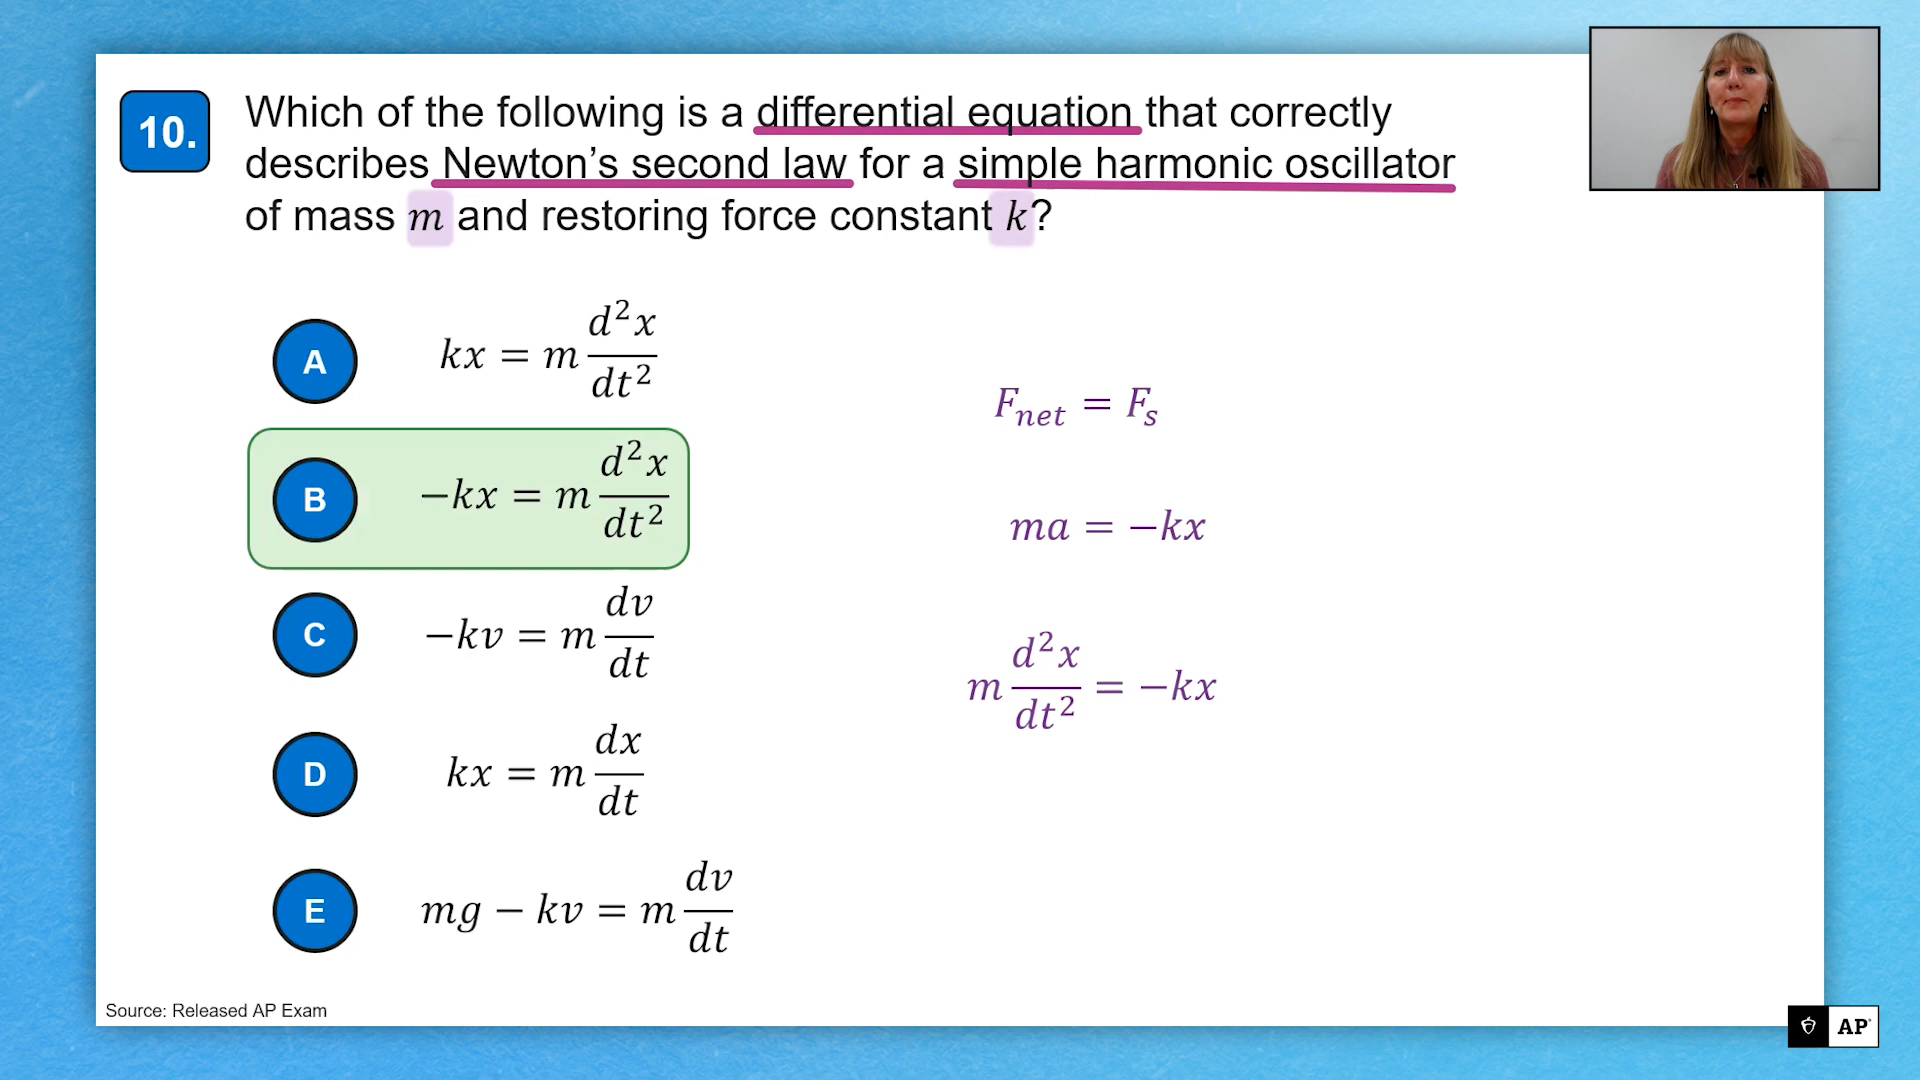 10.
Which of the following is a differential equation that correctly
describes Newton’s second law for a simple harmonic oscillator
of mass m and restoring force constant k?
A kx = m d²x/dt²
B −kx = m d²x/dt²
C −kv = m dv/dt
D kx = m dx/dt
E mg − kv = m dv/dt
F_net = F_s
ma = −kx
m d²x/dt² = −kx
Source: Released AP Exam
AP